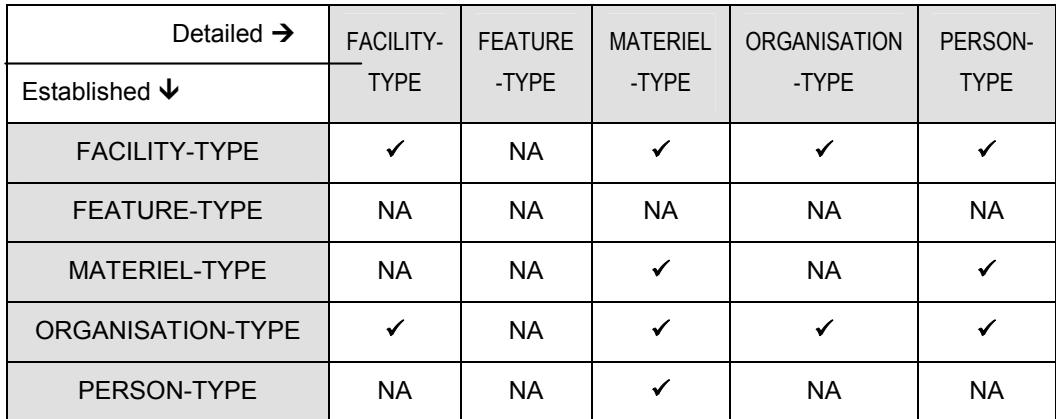 Detailed → FACILITY-TYPE FEATURE-TYPE MATERIEL-TYPE ORGANISATION-TYPE PERSON-TYPE
Established ↓
FACILITY-TYPE ✓ NA ✓ ✓ ✓
FEATURE-TYPE NA NA NA NA NA
MATERIEL-TYPE NA NA ✓ NA ✓
ORGANISATION-TYPE ✓ NA ✓ ✓ ✓
PERSON-TYPE NA NA ✓ NA NA